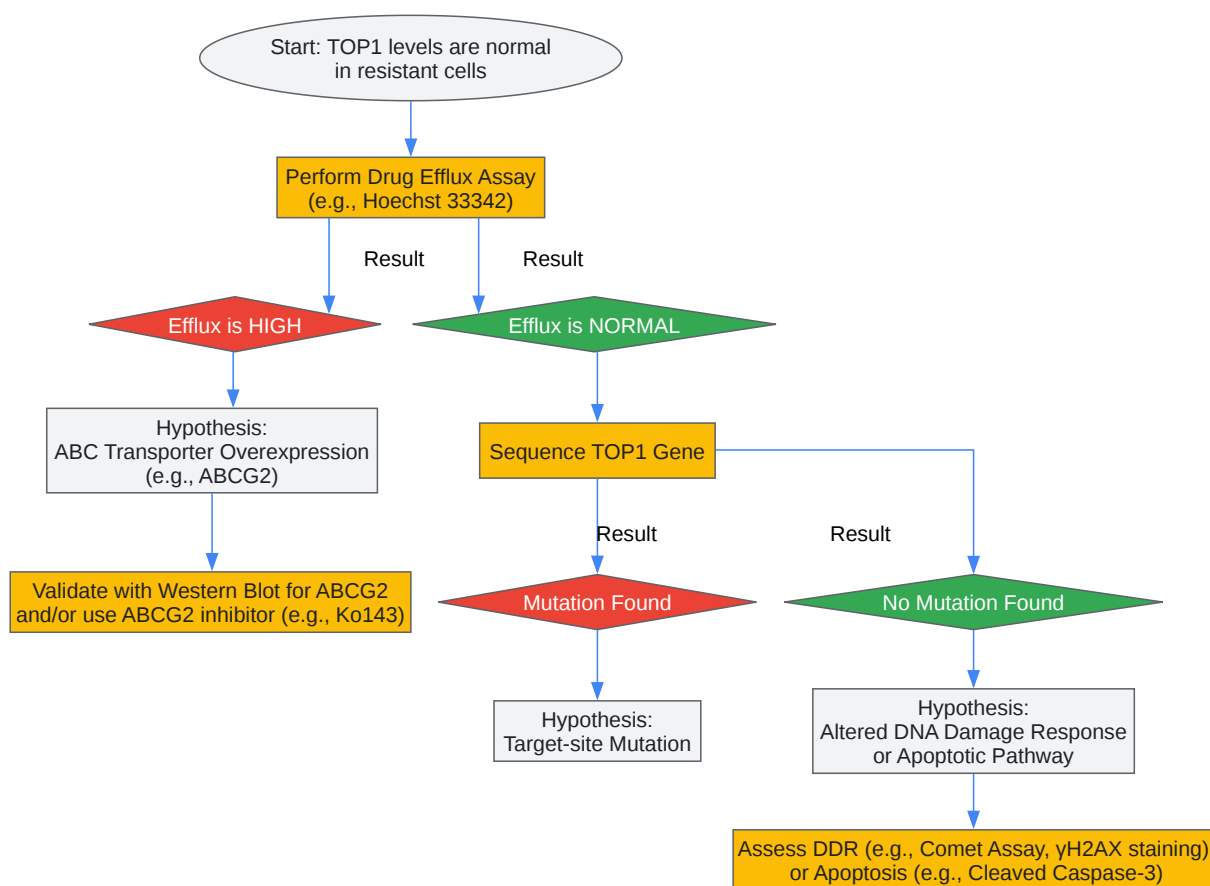 Start: TOP1 levels are normal
in resistant cells
Perform Drug Efflux Assay
(e.g., Hoechst 33342)
Result
Result
Efflux is HIGH
Efflux is NORMAL
Hypothesis:
ABC Transporter Overexpression
(e.g., ABCG2)
Sequence TOP1 Gene
Result
Result
Validate with Western Blot for ABCG2
and/or use ABCG2 inhibitor (e.g., Ko143)
Mutation Found
No Mutation Found
Hypothesis:
Target-site Mutation
Hypothesis:
Altered DNA Damage Response
or Apoptotic Pathway
Assess DDR (e.g., Comet Assay, γH2AX staining)
or Apoptosis (e.g., Cleaved Caspase-3)